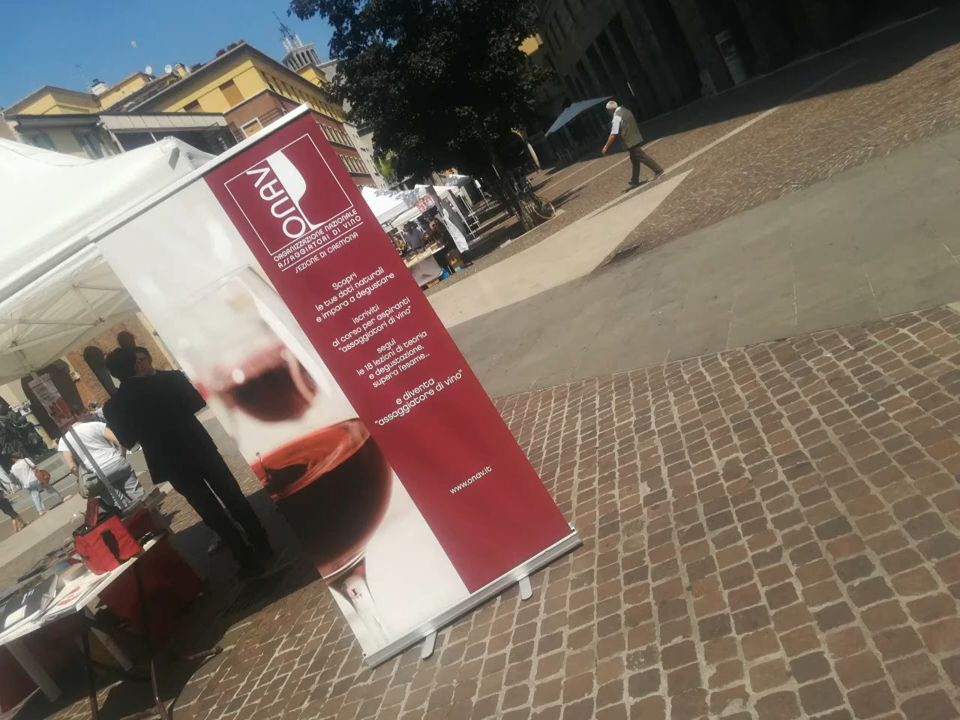 ONAV
ORGANIZZAZIONE NAZIONALE
ASSAGGIATORI DI VINO
SEZIONE DI CREMONA
Scopri
le tue doti naturali
e impara a degustare
iscriviti
al corso per aspiranti
"assaggiatori di vino"
segui
le 18 lezioni di teoria
e degustazione,
supera l'esame...
e diventa
"assaggiatore di vino"
www.onav.it